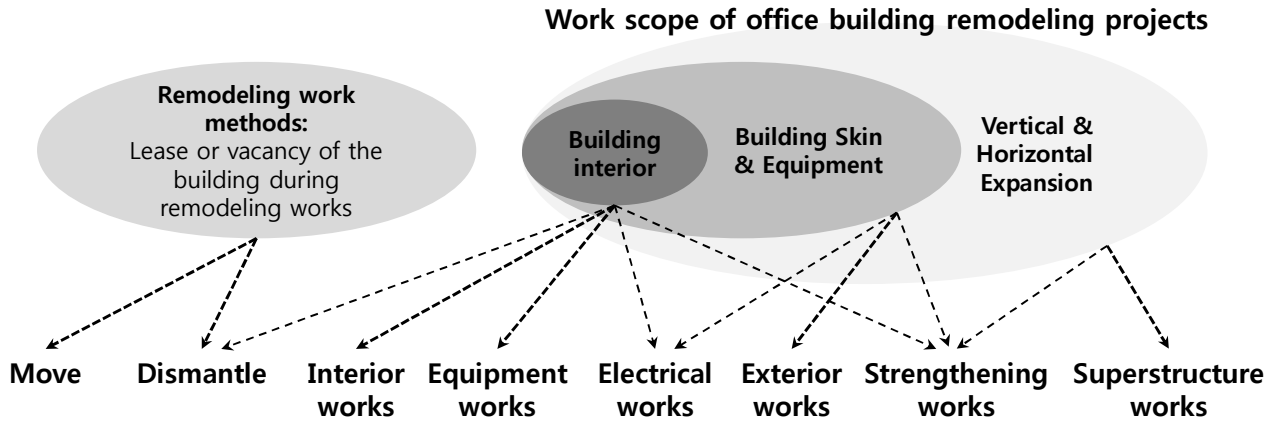 Work scope of office building remodeling projects
Remodeling work
methods:
Lease or vacancy of the
building during
remodeling works
Building
interior
Building Skin
& Equipment
Vertical &
Horizontal
Expansion
Move
Dismantle
Interior
works
Equipment
works
Electrical
works
Exterior
works
Strengthening
works
Superstructure
works